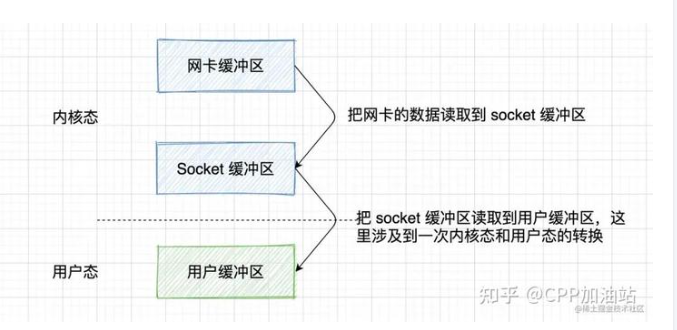 网卡缓冲区
内核态
把网卡的数据读取到 socket 缓冲区
Socket 缓冲区
把 socket 缓冲区读取到用户缓冲区，这
里涉及到一次内核态和用户态的转换
用户态
用户缓冲区
知乎 @CPP加油站
@稀土掘金技术社区